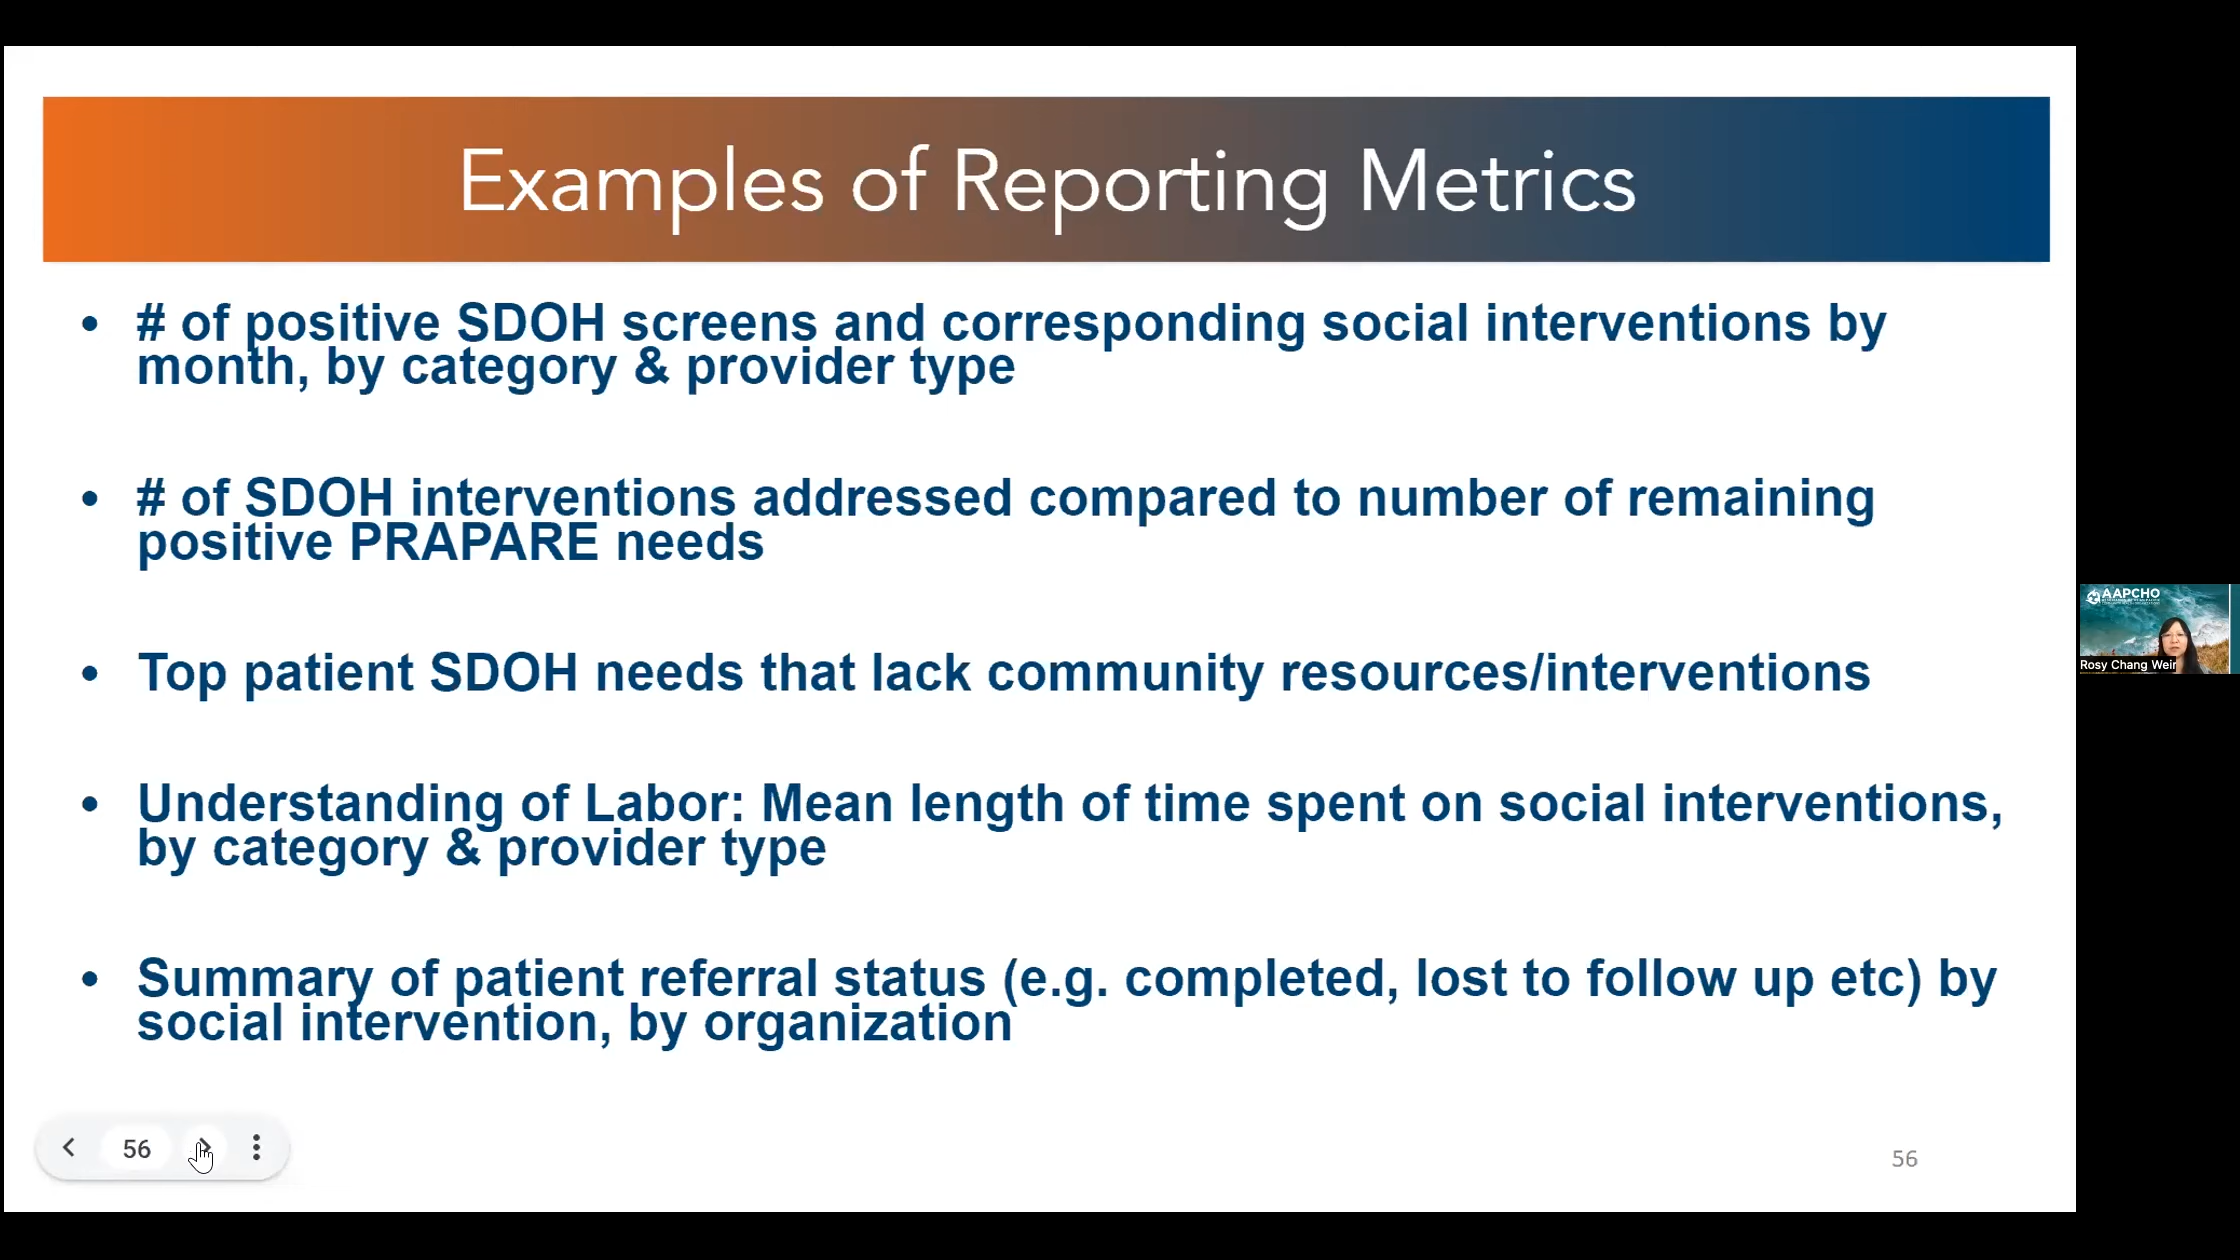 Examples of Reporting Metrics
• # of positive SDOH screens and corresponding social interventions by
month, by category & provider type
• # of SDOH interventions addressed compared to number of remaining
positive PRAPARE needs
• Top patient SDOH needs that lack community resources/interventions
• Understanding of Labor: Mean length of time spent on social interventions,
by category & provider type
• Summary of patient referral status (e.g. completed, lost to follow up etc) by
social intervention, by organization
56
56
AAPCHO
Rosy Chang Weir